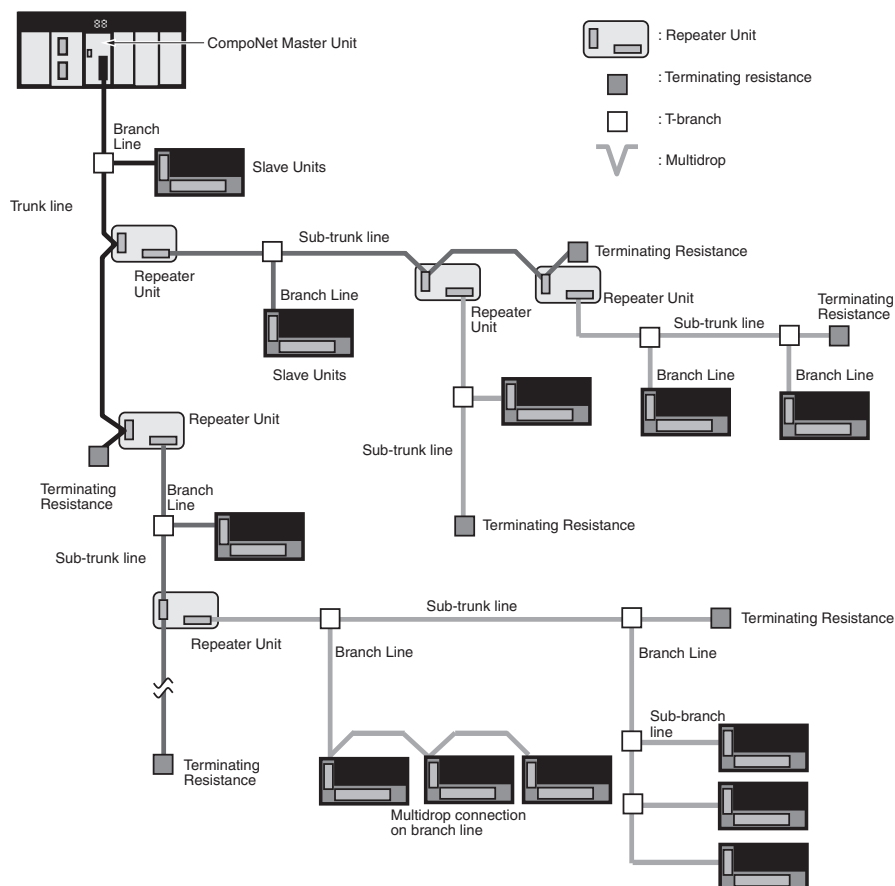 88
CompoNet Master Unit
: Repeater Unit
: Terminating resistance
: T-branch
: Multidrop
Branch
Line
Slave Units
Trunk line
Sub-trunk line
Terminating Resistance
Repeater
Unit
Branch Line
Slave Units
Repeater
Unit
Repeater Unit
Terminating
Resistance
Sub-trunk line
Branch Line
Branch Line
Repeater Unit
Sub-trunk line
Terminating
Resistance
Branch
Line
Terminating Resistance
Sub-trunk line
Sub-trunk line
Terminating Resistance
Repeater Unit
Branch Line
Branch Line
Sub-branch
line
Terminating
Resistance
Multidrop connection
on branch line